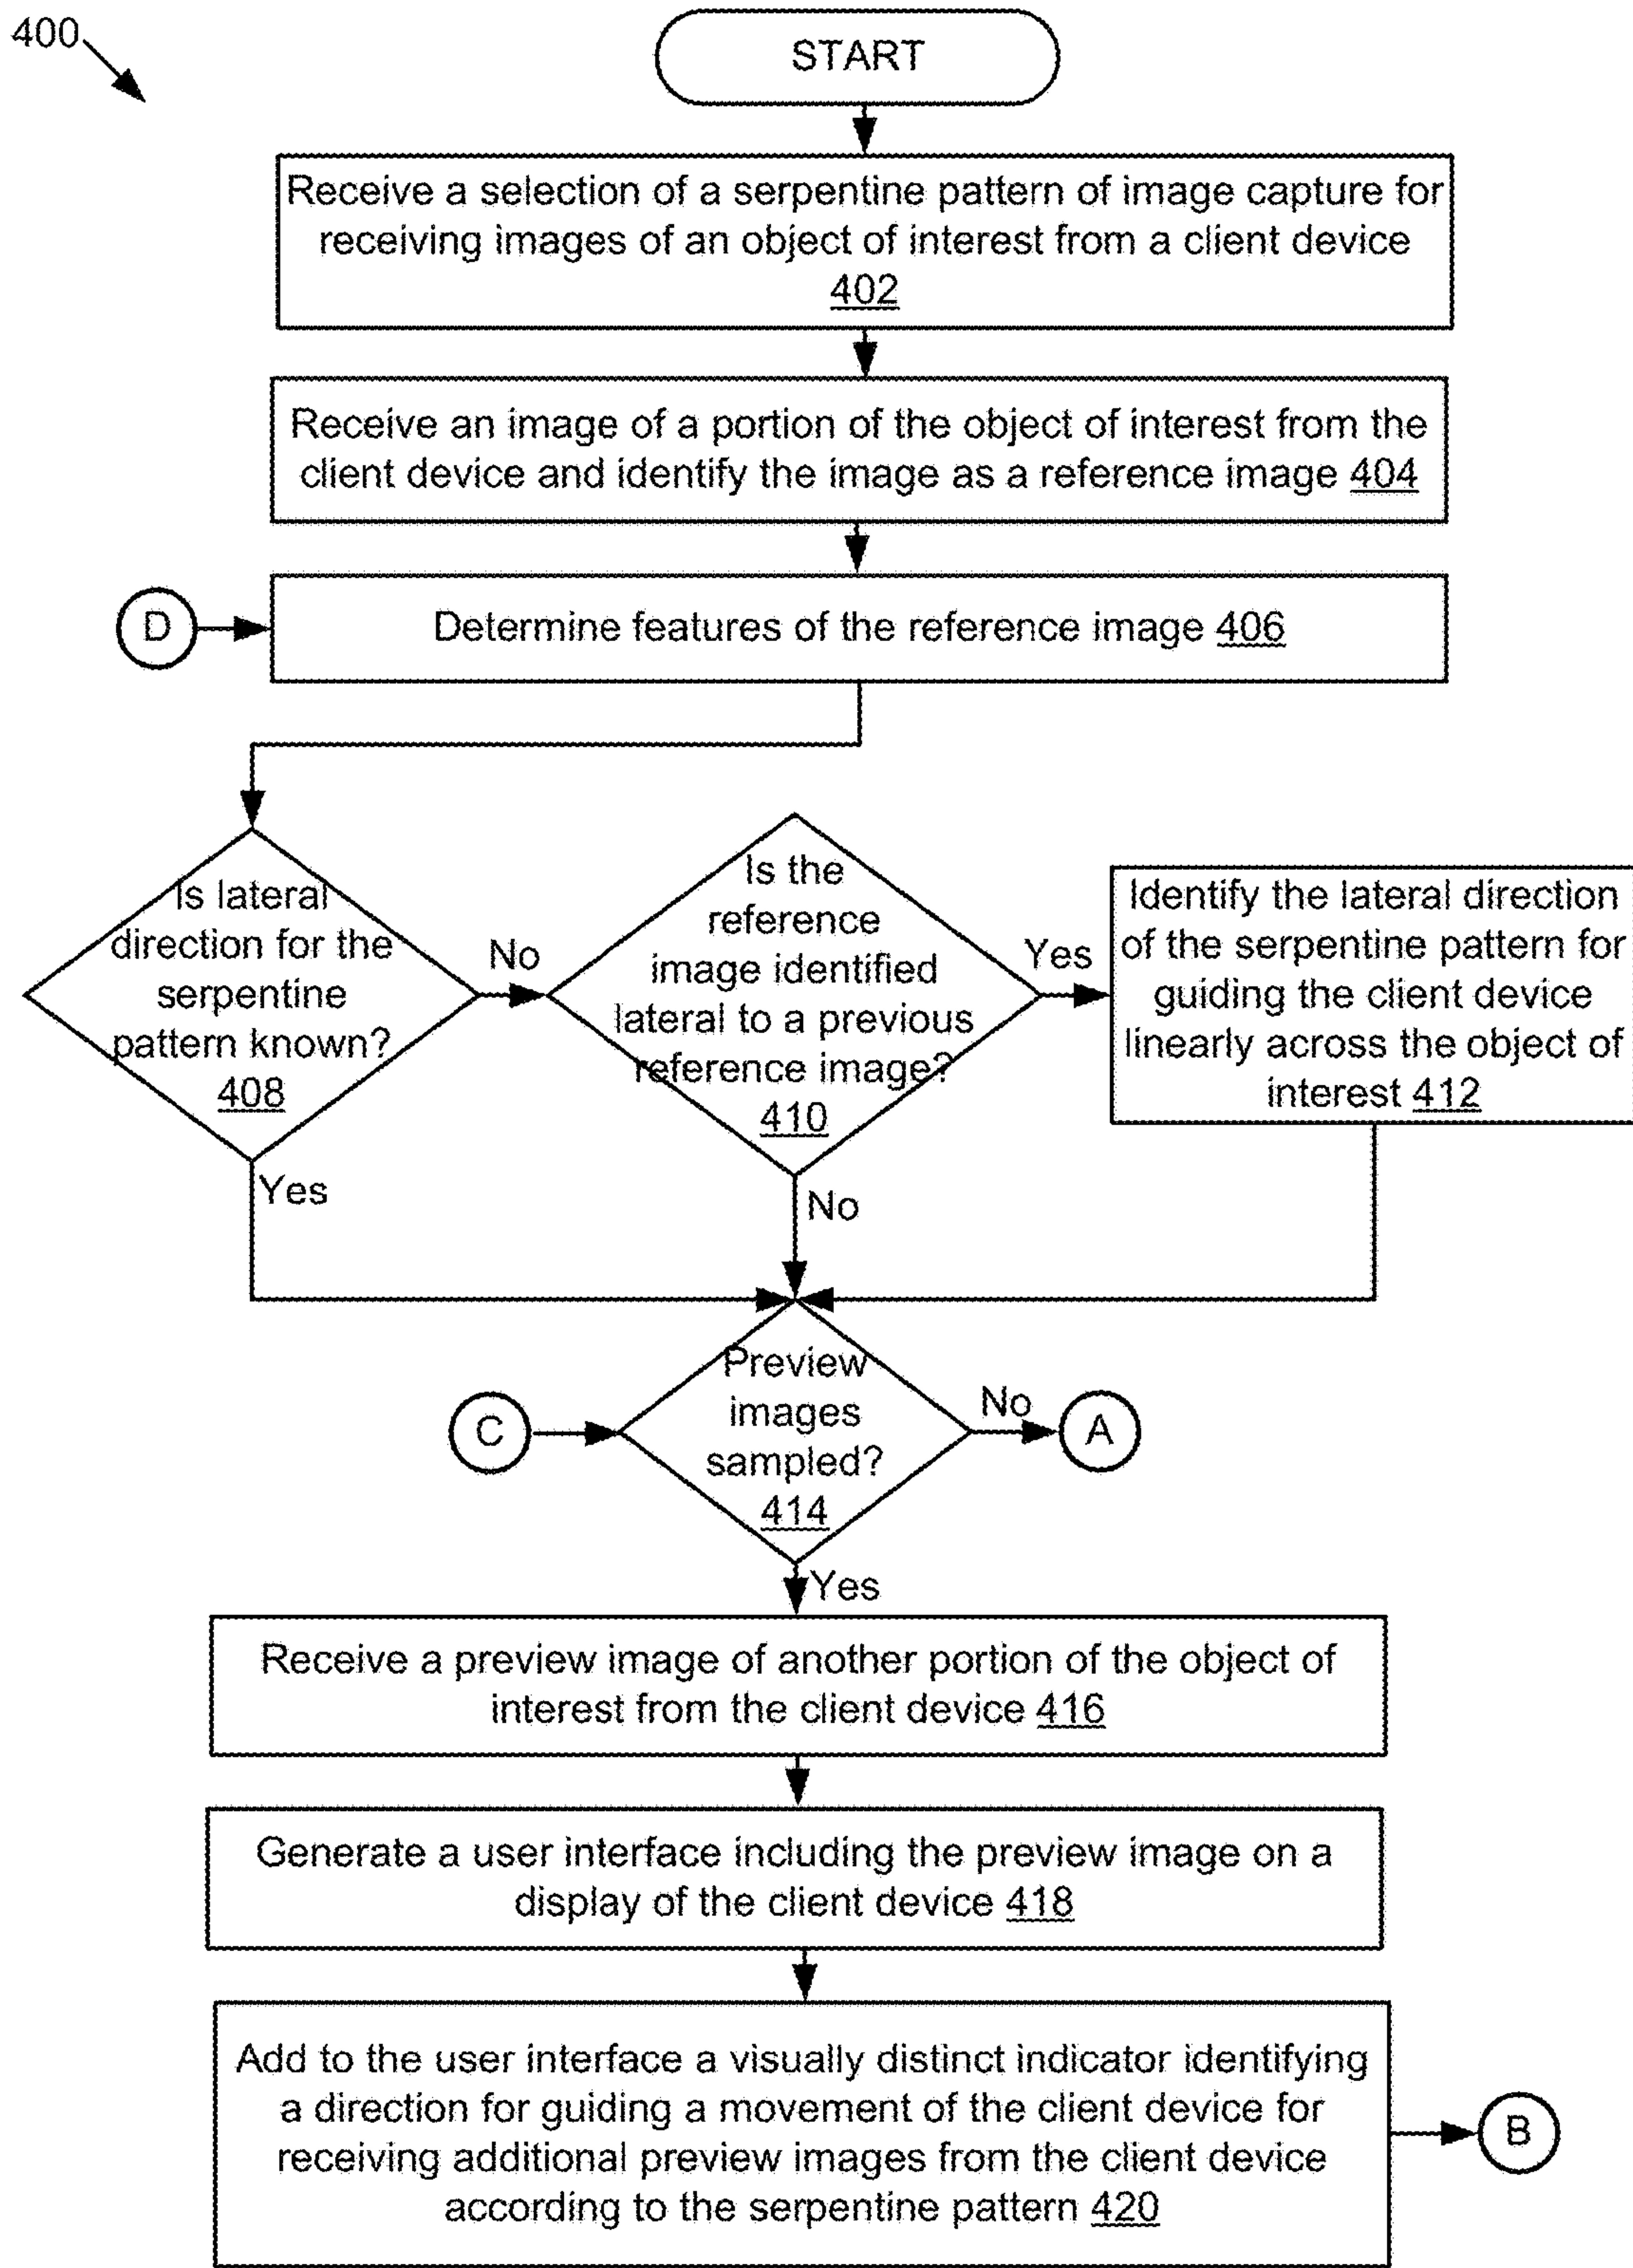 400
START
Receive a selection of a serpentine pattern of image capture for
receiving images of an object of interest from a client device
402
Receive an image of a portion of the object of interest from the
client device and identify the image as a reference image 404
D
Determine features of the reference image 406
Is lateral
direction for the
serpentine
pattern known?
408
No
Is the
reference
image identified
lateral to a previous
reference image?
410
Yes
Identify the lateral direction
of the serpentine pattern for
guiding the client device
linearly across the object of
interest 412
Yes
No
C
Preview
images
sampled?
414
No
A
Yes
Receive a preview image of another portion of the object of
interest from the client device 416
Generate a user interface including the preview image on a
display of the client device 418
Add to the user interface a visually distinct indicator identifying
a direction for guiding a movement of the client device for
receiving additional preview images from the client device
according to the serpentine pattern 420
B